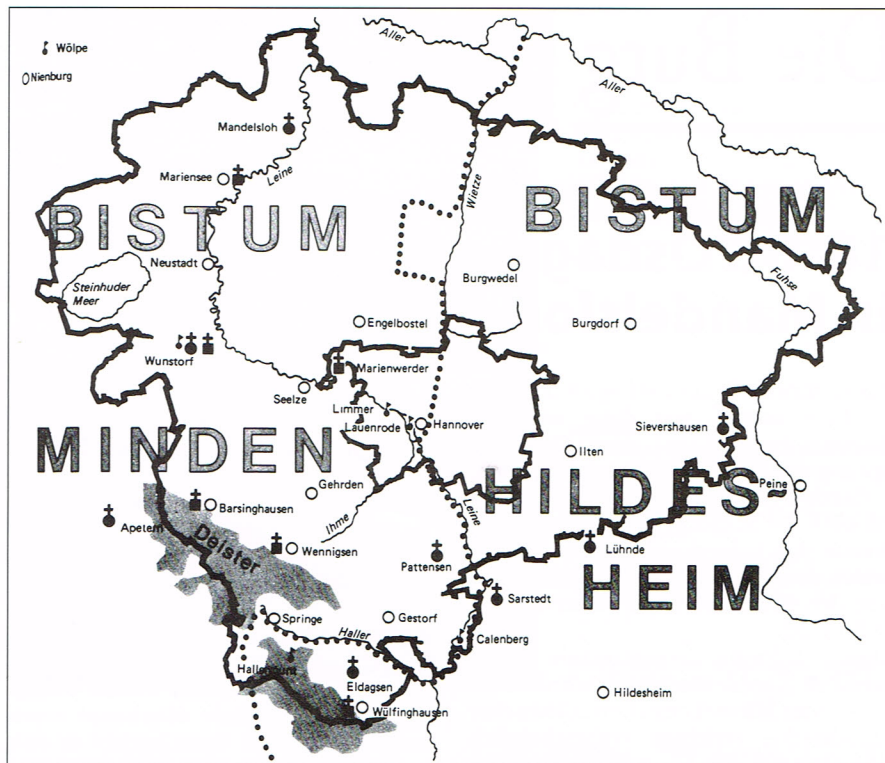 Wölpe
Nienburg
Aller
Aller
Mandelsloh
Mariensee
Leine
Wietze
BISTUM
BISTUM
Neustadt
Steinhuder
Meer
Burgwedel
Fuhse
Engelbostel
Burgdorf
Wunstorf
Marienwerder
Seelze
Limmer
Lauenrode
Hannover
Sievershausen
MINDEN
Ilten
HILDES-
Peine
Gehrden
Barsinghausen
Leine
Ihme
Apelern
Deister
Wennigsen
Pattensen
Lühnde
HEIM
Sarstedt
Springe
Gestorf
Haller
Calenberg
Hallermunt
Eldagsen
Hildesheim
Wülfinghausen